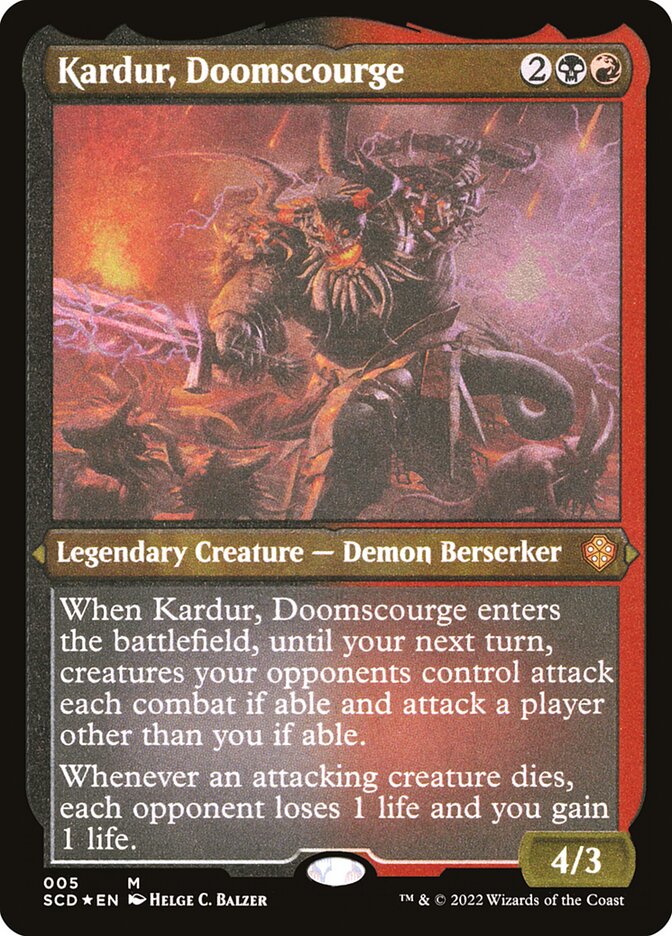 Kardur, Doomscourge 2
Legendary Creature — Demon Berserker
When Kardur, Doomscourge enters
the battlefield, until your next turn,
creatures your opponents control attack
each combat if able and attack a player
other than you if able.
Whenever an attacking creature dies,
each opponent loses 1 life and you gain
1 life.
4/3
005 M
SCD ★ EN Helge C. Balzer ™ & © 2022 Wizards of the Coast